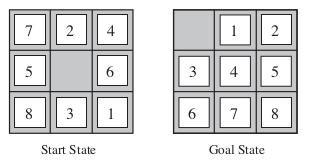 7 2 4
5 6
8 3 1
Start State
1 2
3 4 5
6 7 8
Goal State